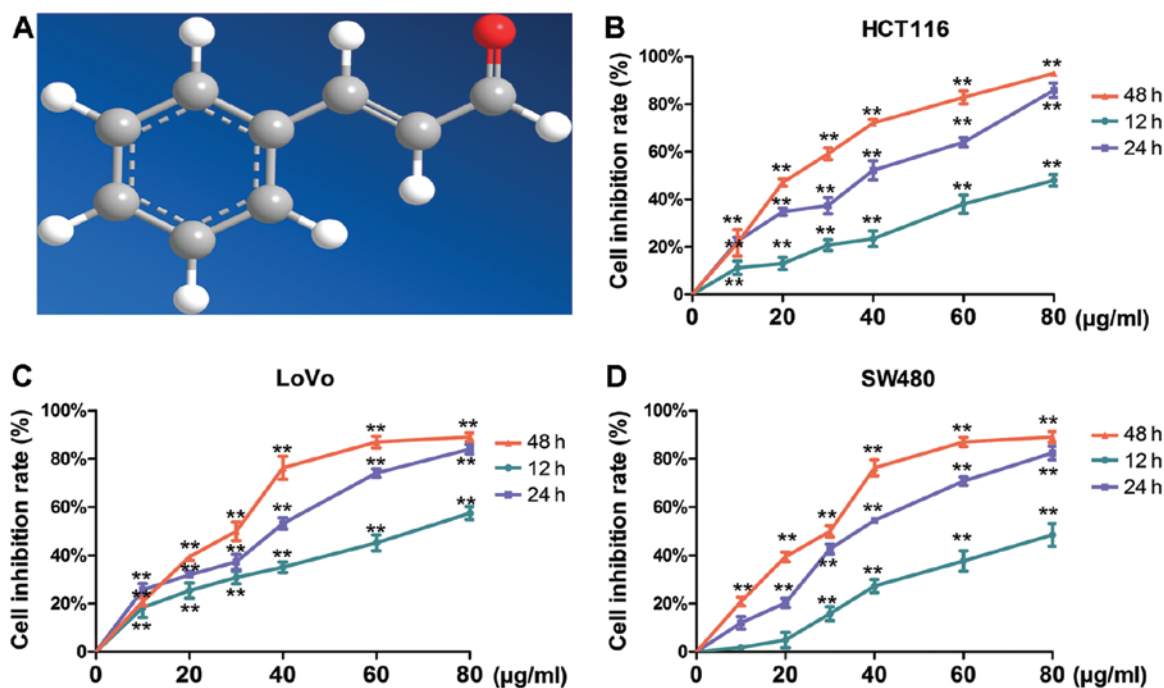 A
B
HCT116
Cell inhibition rate (%)
100%
80%
60%
40%
20%
0
0 20 40 60 80 (μg/ml)
** ** ** ** ** **
** ** ** ** ** **
** ** ** ** ** **
48 h
12 h
24 h
C
LoVo
Cell inhibition rate (%)
100%
80%
60%
40%
20%
0
0 20 40 60 80 (μg/ml)
** ** ** ** ** **
** ** ** ** ** **
** ** ** ** ** **
48 h
12 h
24 h
D
SW480
Cell inhibition rate (%)
100%
80%
60%
40%
20%
0
0 20 40 60 80 (μg/ml)
** ** ** ** ** **
** ** ** ** **
** ** ** **
48 h
12 h
24 h